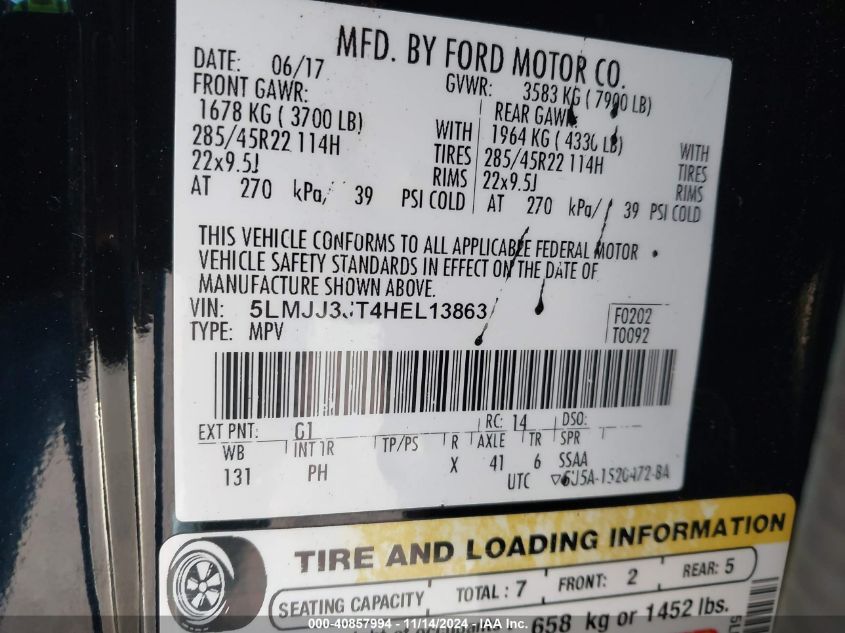 MFD. BY FORD MOTOR CO.
DATE: 06/17
GVWR: 3583 KG ( 7900 LB)
FRONT GAWR:
REAR GAWR:
1678 KG ( 3700 LB)
WITH
1964 KG ( 4330 LB)
WITH
285/45R22 114H
TIRES
285/45R22 114H
TIRES
22x9.5J
RIMS
22x9.5J
RIMS
AT 270 kPa/ 39 PSI COLD
AT 270 kPa/ 39 PSI COLD
THIS VEHICLE CONFORMS TO ALL APPLICABLE FEDERAL MOTOR
VEHICLE SAFETY STANDARDS IN EFFECT ON THE DATE OF
MANUFACTURE SHOWN ABOVE.
VIN: 5LMJJ3JT4HEL13863
F0202
TYPE: MPV
T0092
EXT PNT: G1 RC: 14 DSO:
WB INT TR TP/PS R AXLE TR SPR
131 PH X 41 6 SSAA
UTC
TIRE AND LOADING INFORMATION
SEATING CAPACITY TOTAL : 7 FRONT: 2 REAR: 5
658 kg or 1452 lbs.
000-40857994 - 11/14/2024 - IAA Inc.